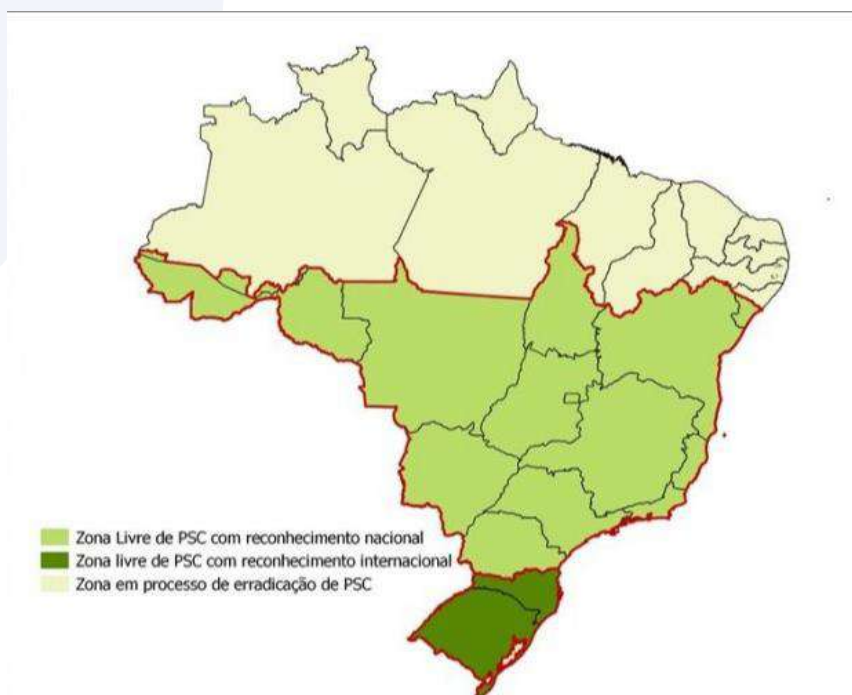 Zona Livre de PSC com reconhecimento nacional
Zona livre de PSC com reconhecimento internacional
Zona em processo de erradicação de PSC